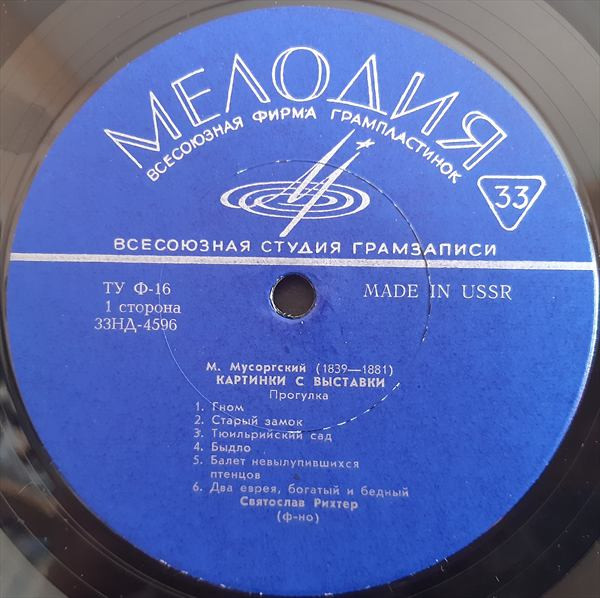 МЕЛОДИЯ
ВСЕСОЮЗНАЯ ФИРМА ГРАМПЛАСТИНОК
33
ВСЕСОЮЗНАЯ СТУДИЯ ГРАМЗАПИСИ
ТУ Ф-16
1 сторона
33НД-4596
MADE IN USSR
М. Мусоргский (1839—1881)
КАРТИНКИ С ВЫСТАВКИ
Прогулка
1. Гном
2. Старый замок
3. Тюильрийский сад
4. Быдло
5. Балет невылупившихся
птенцов
6. Два еврея, богатый и бедный
Святослав Рихтер
(ф-но)